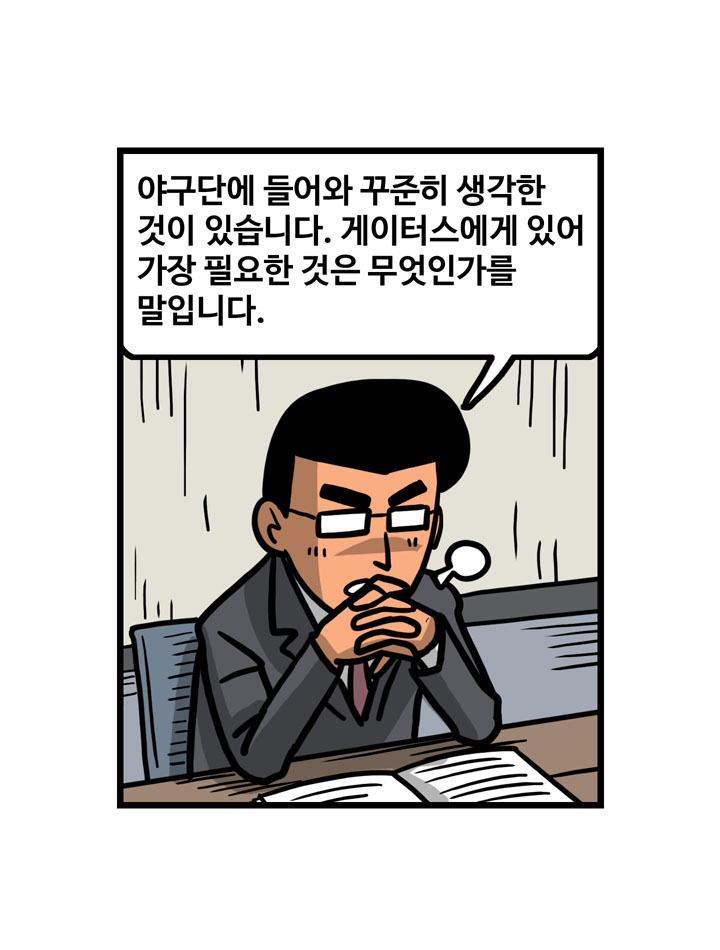 야구단에 들어와 꾸준히 생각한
것이 있습니다. 게이터스에게 있어
가장 필요한 것은 무엇인가를
말입니다.